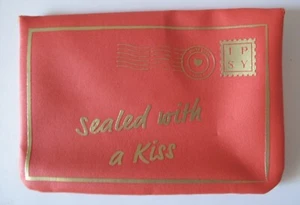 IP
SY
Sealed with
a Kiss